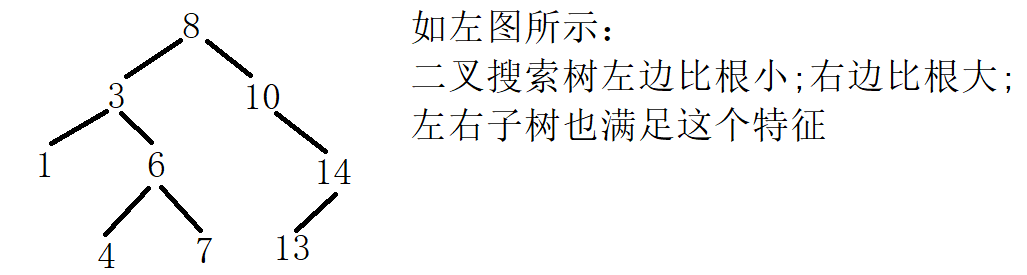 8
如左图所示：
3 10
二叉搜索树左边比根小;右边比根大;
左右子树也满足这个特征
1 6 14
4 7 13